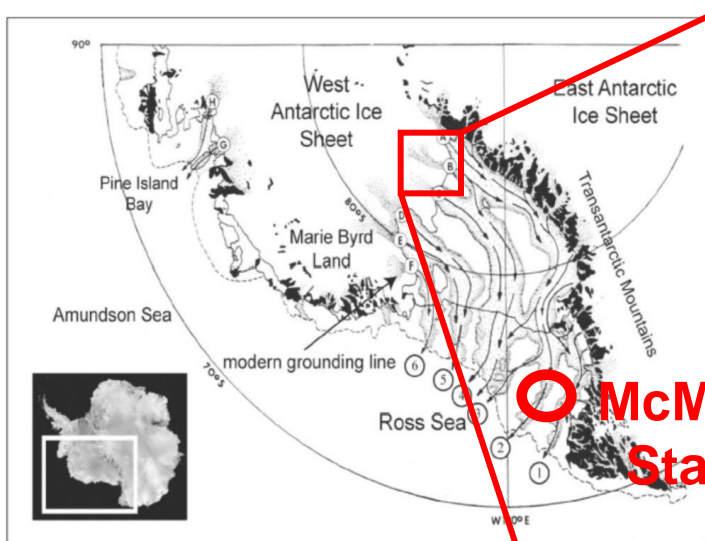 90°
West
Antarctic Ice
Sheet
East Antarctic
Ice Sheet
H
G
A
B
D
E
F
Pine Island
Bay
80°S
Marie Byrd
Land
Transantarctic Mountains
Amundson Sea
modern grounding line
70°S
6
5
4
3
2
1
Ross Sea
McM
Sta